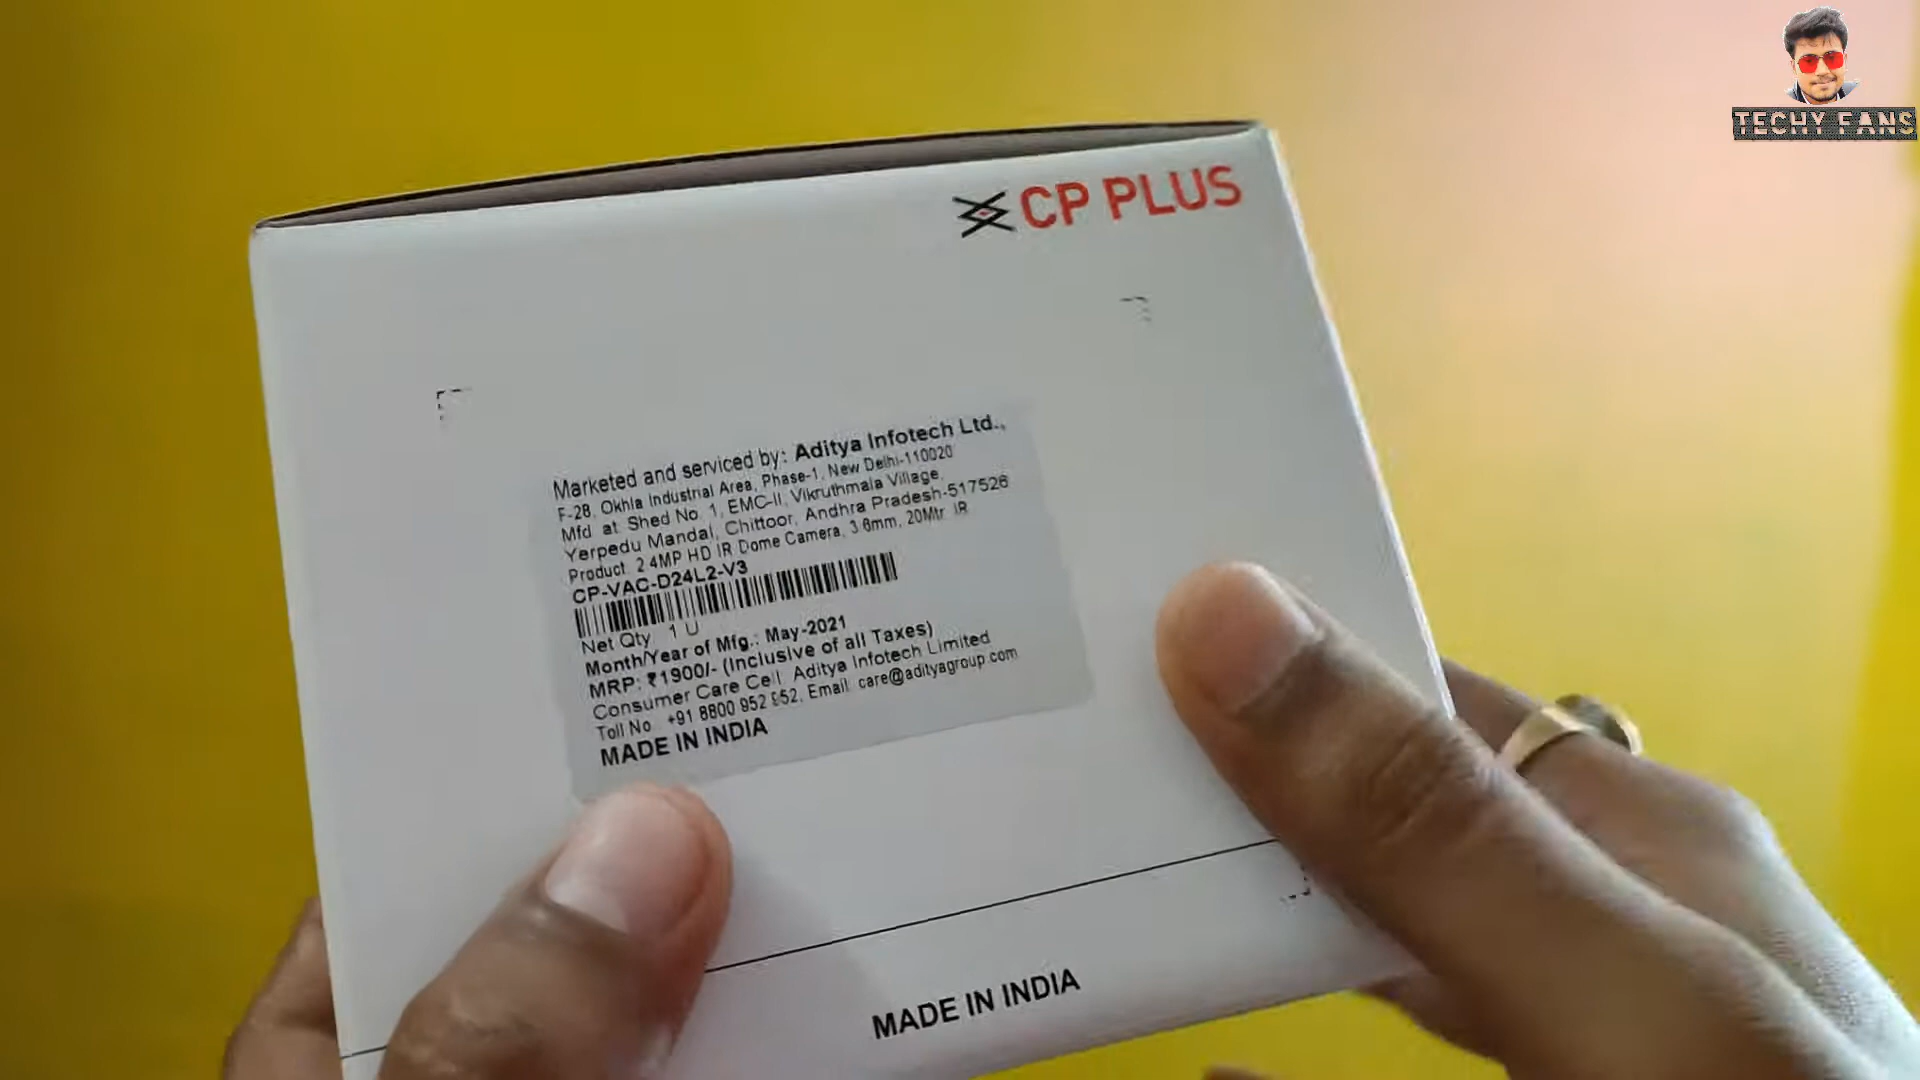 TECHY FANS
CP PLUS
Marketed and serviced by: Aditya Infotech Ltd.,
F-28, Okhla Industrial Area, Phase-1, New Delhi-110020
Mfd at Shed No. 1, EMC-II, Vikruthmala Village,
Yerpedu Mandal, Chittoor, Andhra Pradesh-517526
Product 2.4MP HD IR Dome Camera, 3.6mm, 20Mtr. IR
CP-VAC-D24L2-V3
Net Qty 1 U
Month/Year of Mfg.: May-2021
MRP: ₹1900/- (Inclusive of all Taxes)
Consumer Care Cell Aditya Infotech Limited
Toll No. +91 8800 952 952, Email care@adityagroup.com
MADE IN INDIA
MADE IN INDIA